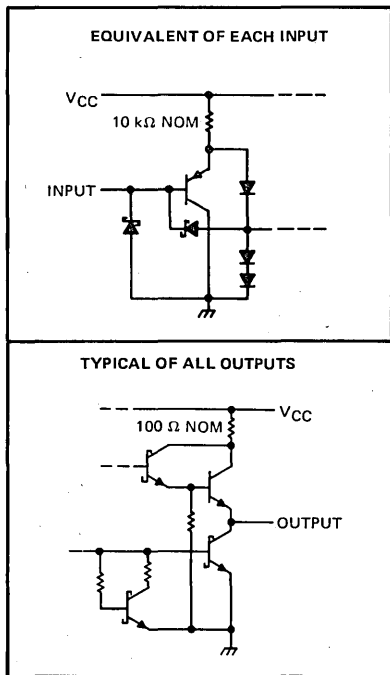 EQUIVALENT OF EACH INPUT
VCC
10 kΩ NOM
INPUT
TYPICAL OF ALL OUTPUTS
VCC
100 Ω NOM
OUTPUT